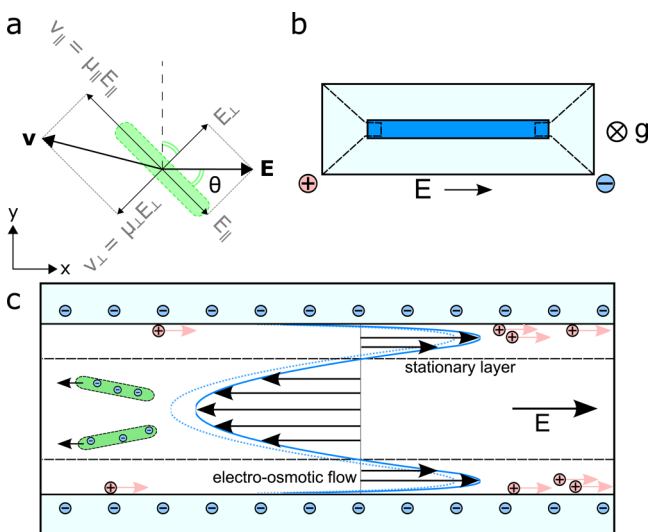 a
v∥ = μ∥E∥
E⊥
v
E
θ
v⊥ = μ⊥E⊥
E∥
y
x
b
⊗ g
+
E
−
c
− − − − − − − − − − − −
+ + + + +
stationary layer
− − −
− − −
E
electro-osmotic flow
+ + + +
− − − − − − − − − − − −